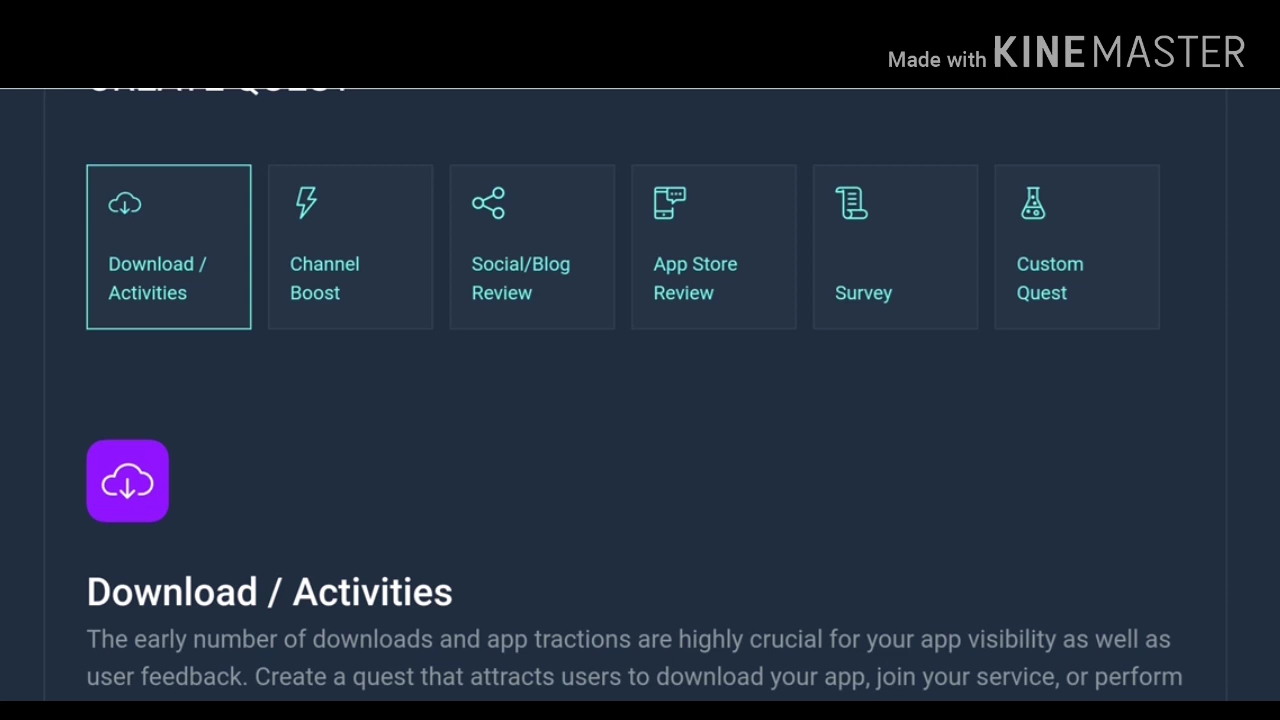 Made with KINEMASTER
CREATE QUEST
Download /
Activities
Channel
Boost
Social/Blog
Review
App Store
Review
Survey
Custom
Quest
Download / Activities
The early number of downloads and app tractions are highly crucial for your app visibility as well as
user feedback. Create a quest that attracts users to download your app, join your service, or perform